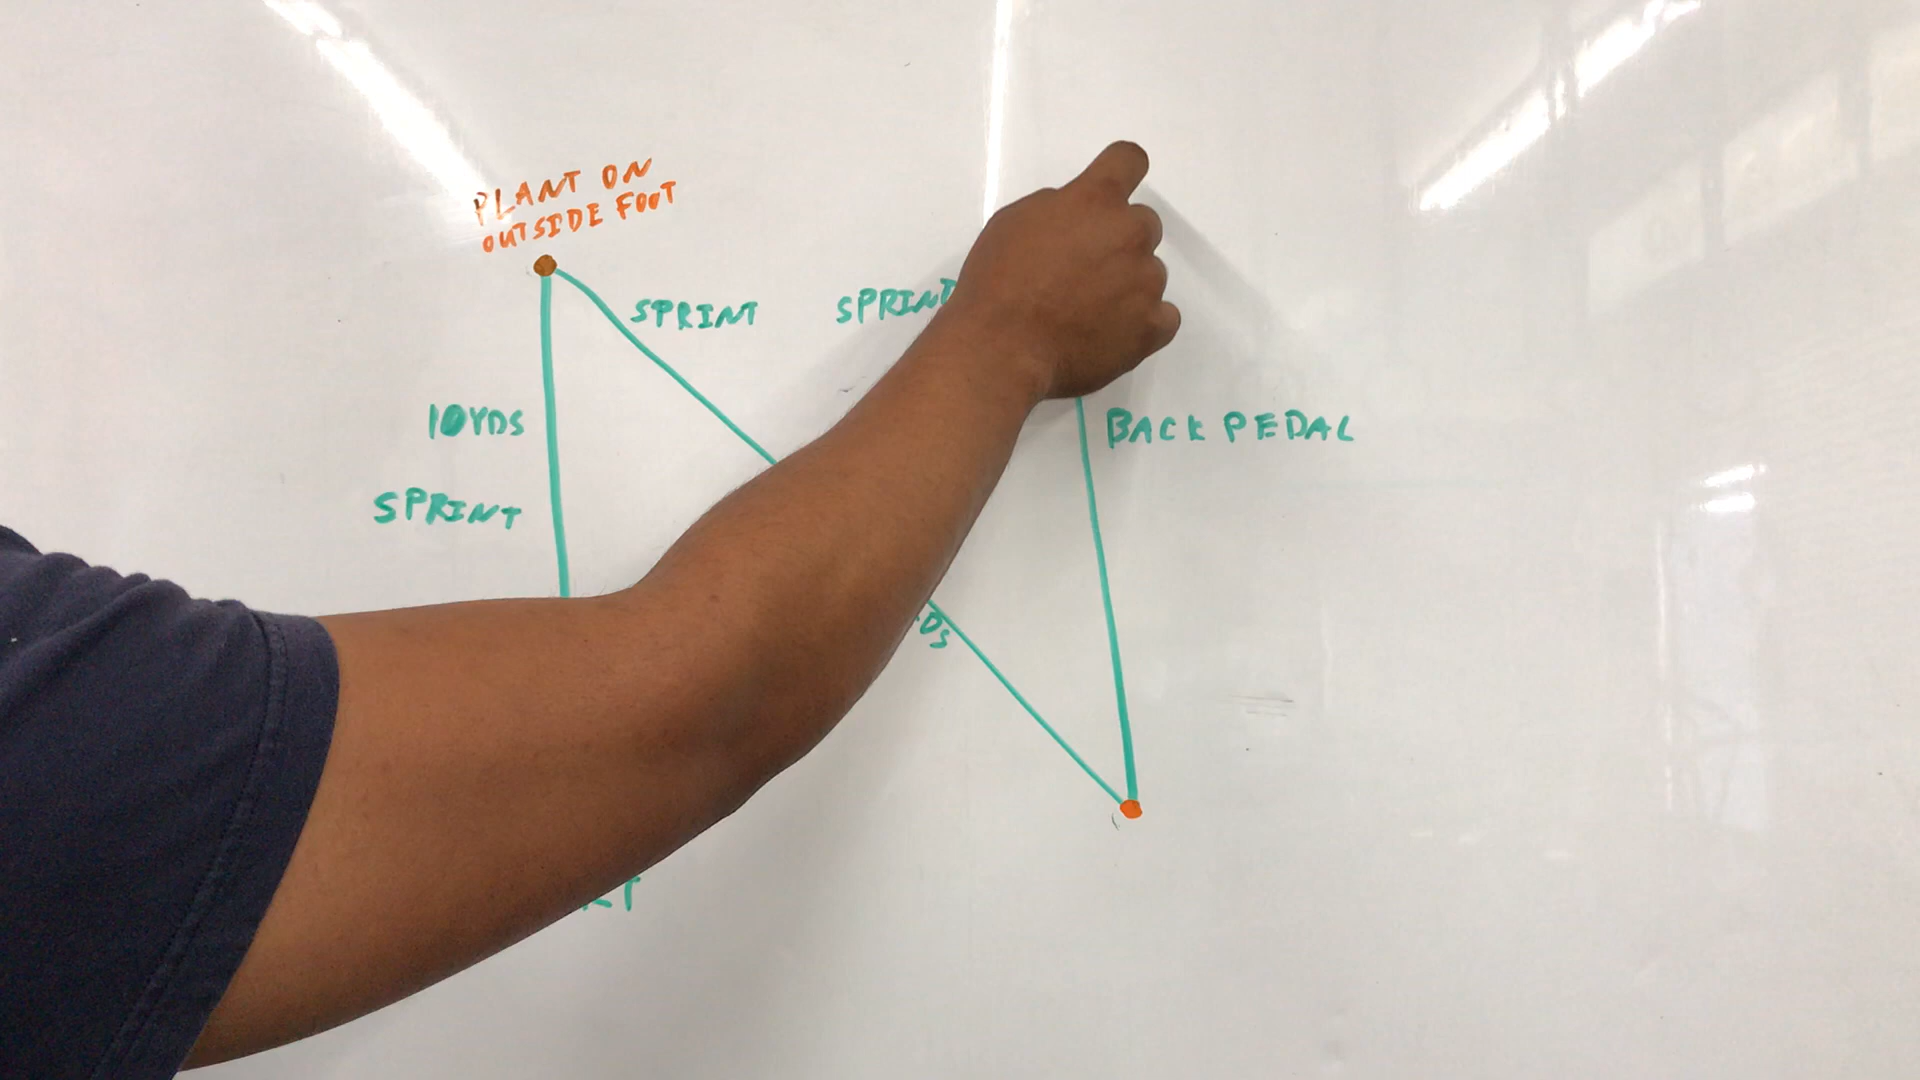 PLANT ON
OUTSIDE FOOT
SPRINT
SPRINT
10YDS
BACK PEDAL
SPRINT